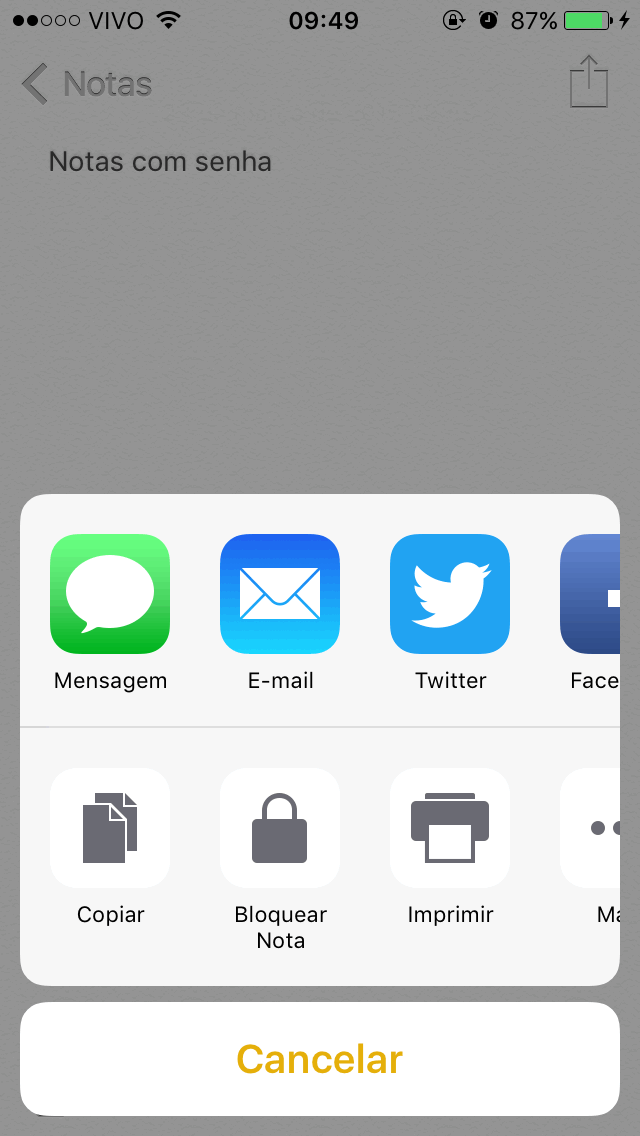 VIVO 09:49 87%
Notas
Notas com senha
Mensagem E-mail Twitter Face
Copiar Bloquear Nota Imprimir Ma
Cancelar